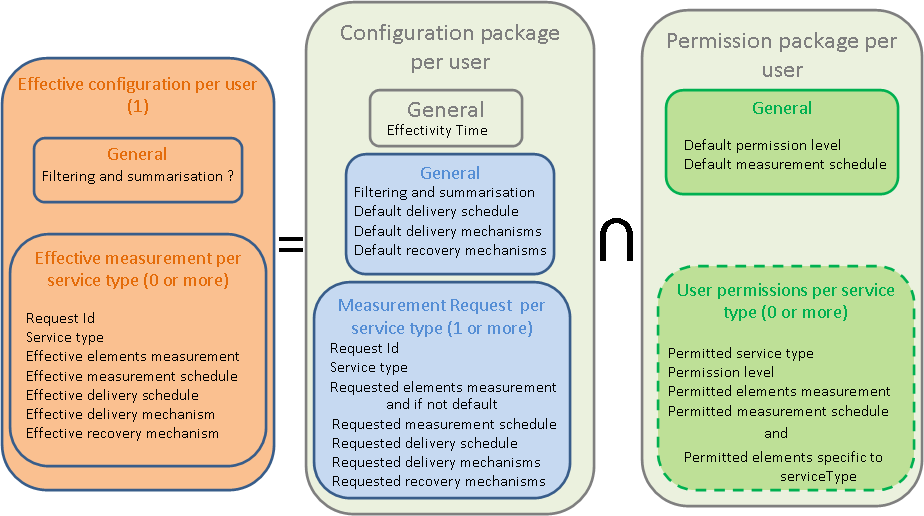 Effective configuration per user
(1)
General
Filtering and summarisation ?
Effective measurement per
service type (0 or more)
Request Id
Service type
Effective elements measurement
Effective measurement schedule
Effective delivery schedule
Effective delivery mechanism
Effective recovery mechanism
=
Configuration package
per user
General
Effectivity Time
General
Filtering and summarisation
Default delivery schedule
Default delivery mechanisms
Default recovery mechanisms
Measurement Request per
service type (1 or more)
Request Id
Service type
Requested elements measurement
and if not default
Requested measurement schedule
Requested delivery schedule
Requested delivery mechanisms
Requested recovery mechanisms
∩
Permission package per
user
General
Default permission level
Default measurement schedule
User permissions per service
type (0 or more)
Permitted service type
Permission level
Permitted elements measurement
Permitted measurement schedule
and
Permitted elements specific to
serviceType